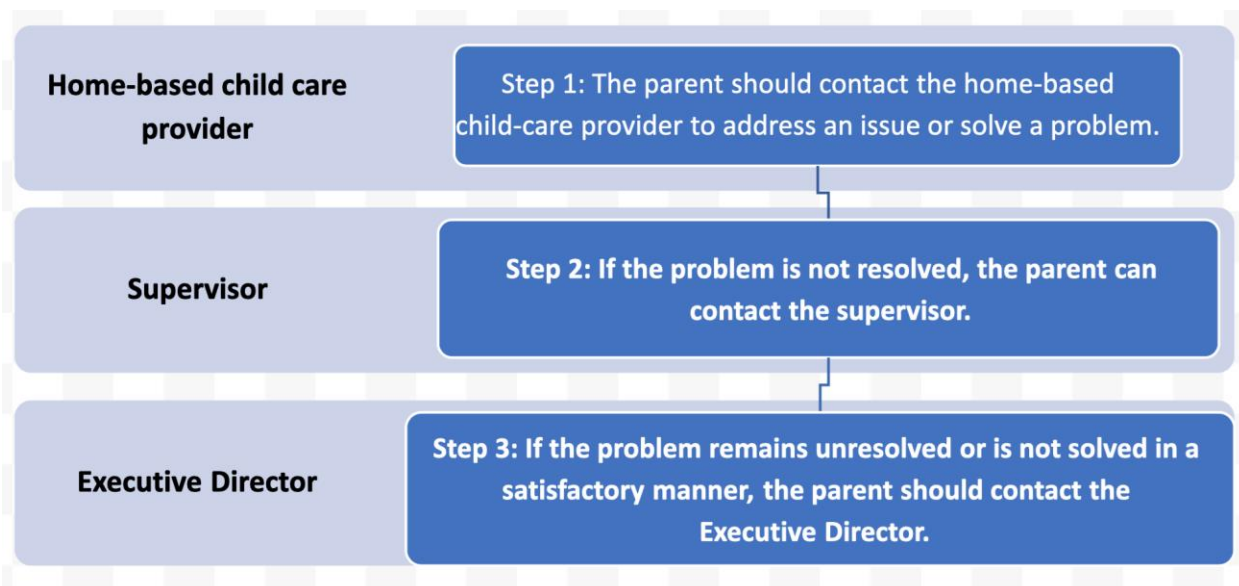 Home-based child care
provider
Step 1: The parent should contact the home-based
child-care provider to address an issue or solve a problem.
Supervisor
Step 2: If the problem is not resolved, the parent can
contact the supervisor.
Executive Director
Step 3: If the problem remains unresolved or is not solved in a
satisfactory manner, the parent should contact the
Executive Director.